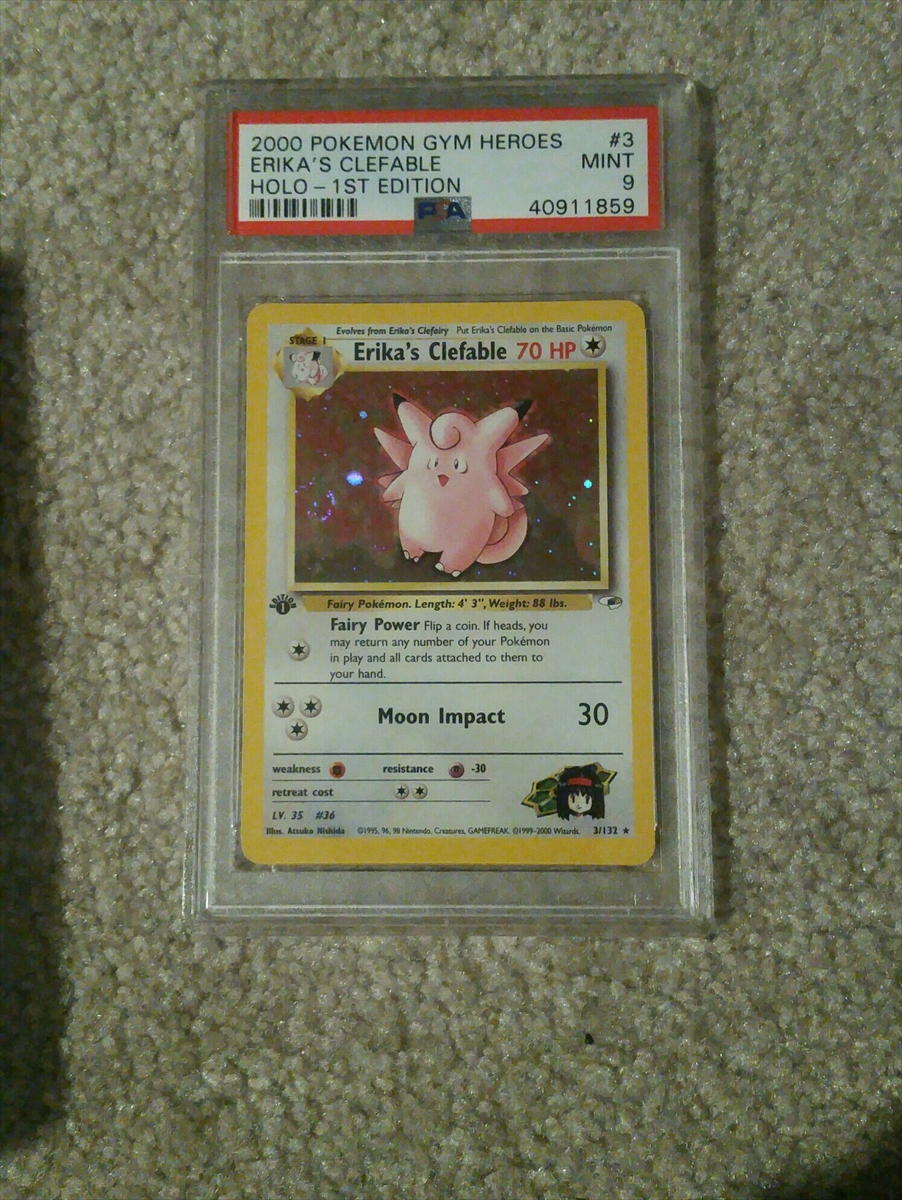 2000 POKEMON GYM HEROES #3
ERIKA'S CLEFABLE MINT
HOLO – 1ST EDITION 9
PSA 40911859
Evolves from Erika's Clefairy Put Erika's Clefable on the Basic Pokémon
STAGE 1
Erika's Clefable 70 HP
EDITION 1
Fairy Pokémon. Length: 4' 3", Weight: 88 lbs.
Fairy Power Flip a coin. If heads, you
may return any number of your Pokémon
in play and all cards attached to them to
your hand.
Moon Impact 30
weakness resistance -30
retreat cost
LV. 35 #36
Illus. Atsuko Nishida ©1995, 96, 98 Nintendo, Creatures, GAMEFREAK. ©1999-2000 Wizards. 3/132 ★